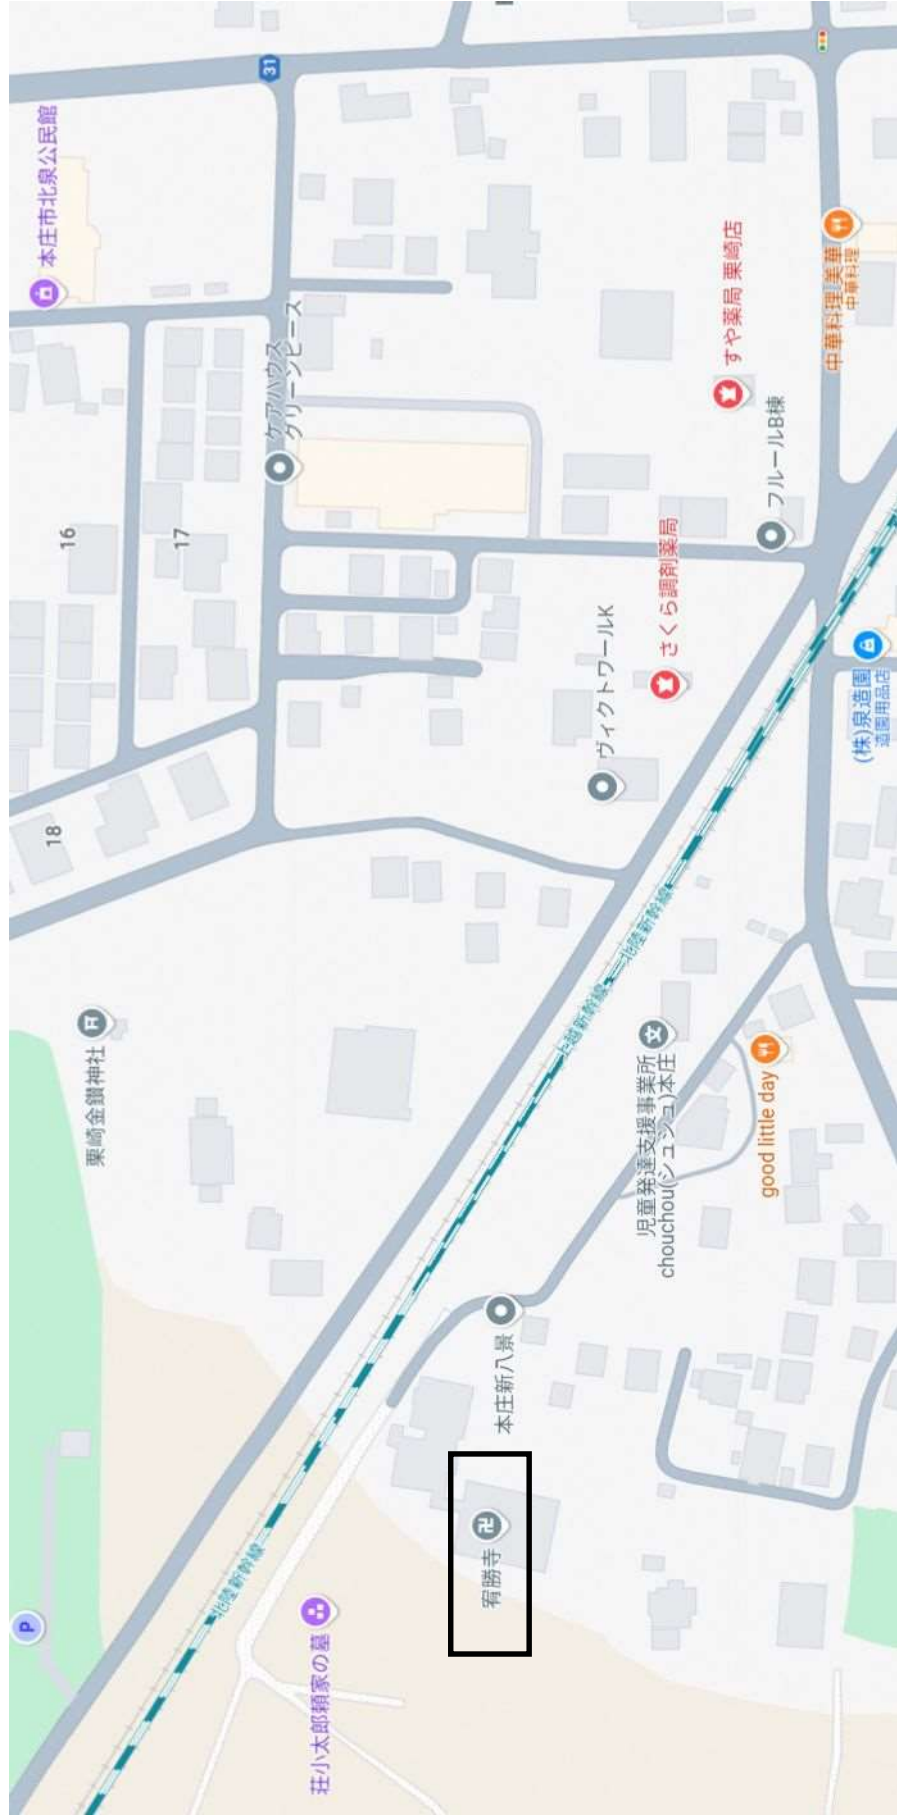 31
本庄市北泉公民館
16
17
18
ケアハウス
グリーンピース
すや薬局 栗崎店
中華料理 美華
中華料理
フルールB棟
さくら調剤薬局
ヴィクトワールK
(株)泉造園
造園用品店
北陸新幹線
上越新幹線
栗崎金鑚神社
児童発達支援事業所
chouchou(シュシュ)本庄
good little day
本庄新八景
宥勝寺
北陸新幹線
荘小太郎頼家の墓
P